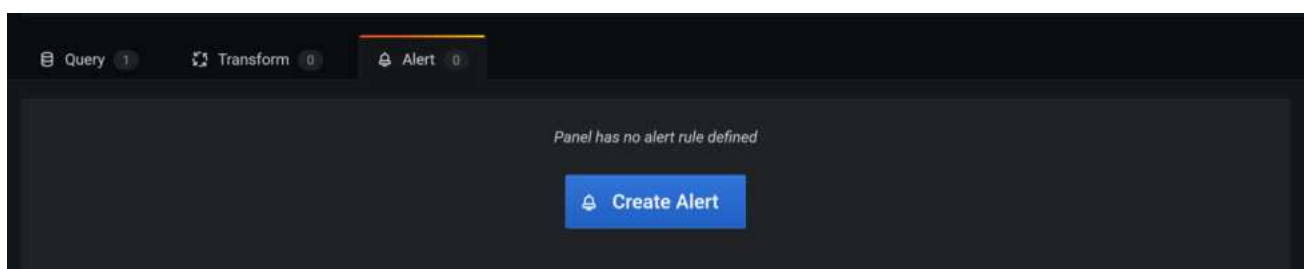 Query 1 Transform 0 Alert 0
Panel has no alert rule defined
Create Alert